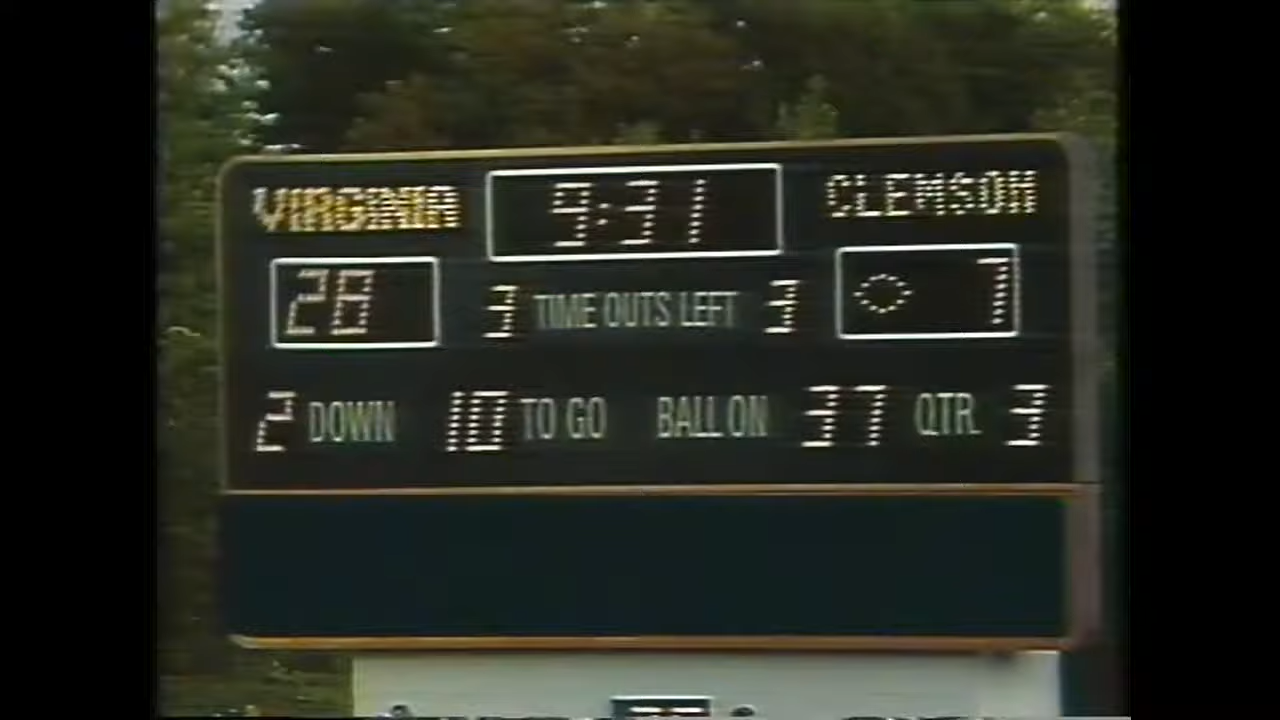 VIRGINIA 9:31 CLEMSON
28 3 TIME OUTS LEFT 3 7
2 DOWN 10 TO GO BALL ON 37 QTR. 3